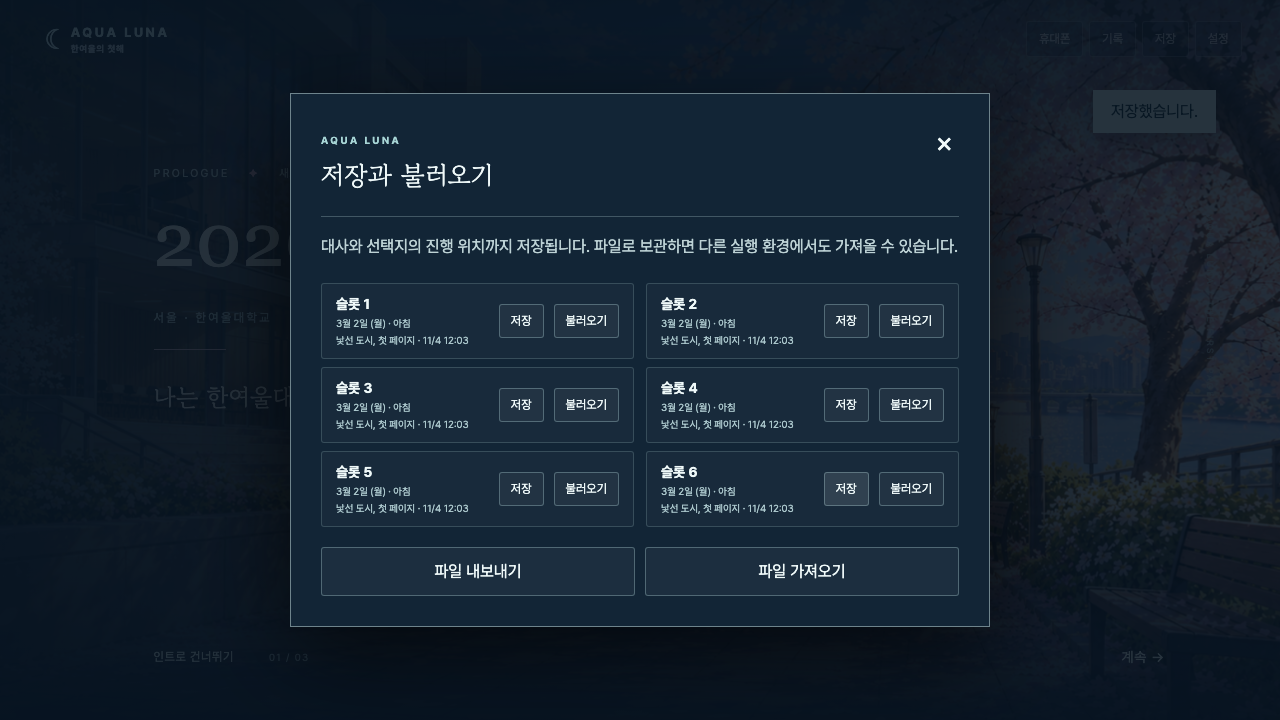 AQUA LUNA
한여울의 첫째
휴대폰
기록
저장
설정
저장했습니다.
PROLOGUE ✦ 새
202
서울 · 한여울대학교
나는 한여울대
AQUA LUNA
저장과 불러오기
×
대사와 선택지의 진행 위치까지 저장됩니다. 파일로 보관하면 다른 실행 환경에서도 가져올 수 있습니다.
슬롯 1
3월 2일 (월) · 아침
낯선 도시, 첫 페이지 · 11/4 12:03
저장
불러오기
슬롯 2
3월 2일 (월) · 아침
낯선 도시, 첫 페이지 · 11/4 12:03
저장
불러오기
슬롯 3
3월 2일 (월) · 아침
낯선 도시, 첫 페이지 · 11/4 12:03
저장
불러오기
슬롯 4
3월 2일 (월) · 아침
낯선 도시, 첫 페이지 · 11/4 12:03
저장
불러오기
슬롯 5
3월 2일 (월) · 아침
낯선 도시, 첫 페이지 · 11/4 12:03
저장
불러오기
슬롯 6
3월 2일 (월) · 아침
낯선 도시, 첫 페이지 · 11/4 12:03
저장
불러오기
파일 내보내기
파일 가져오기
인트로 건너뛰기
01 / 03
계속 →